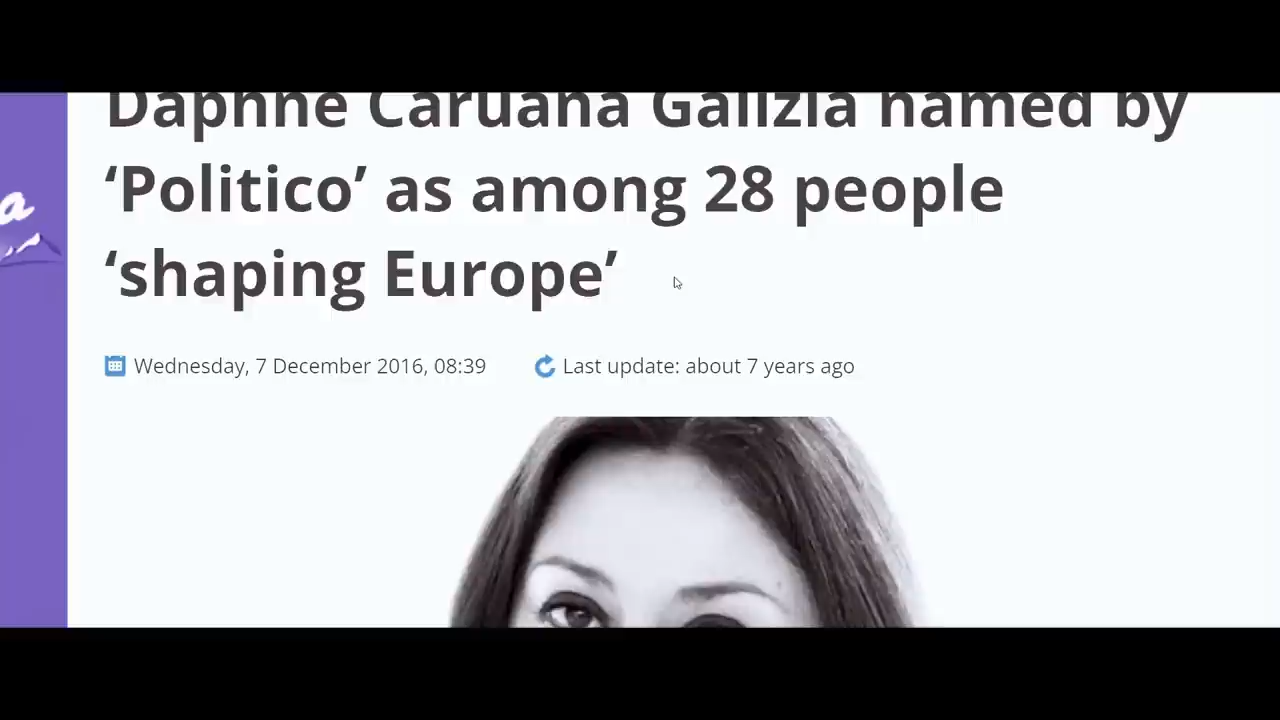 Daphne Caruana Galizia named by
‘Politico’ as among 28 people
‘shaping Europe’
Wednesday, 7 December 2016, 08:39
Last update: about 7 years ago